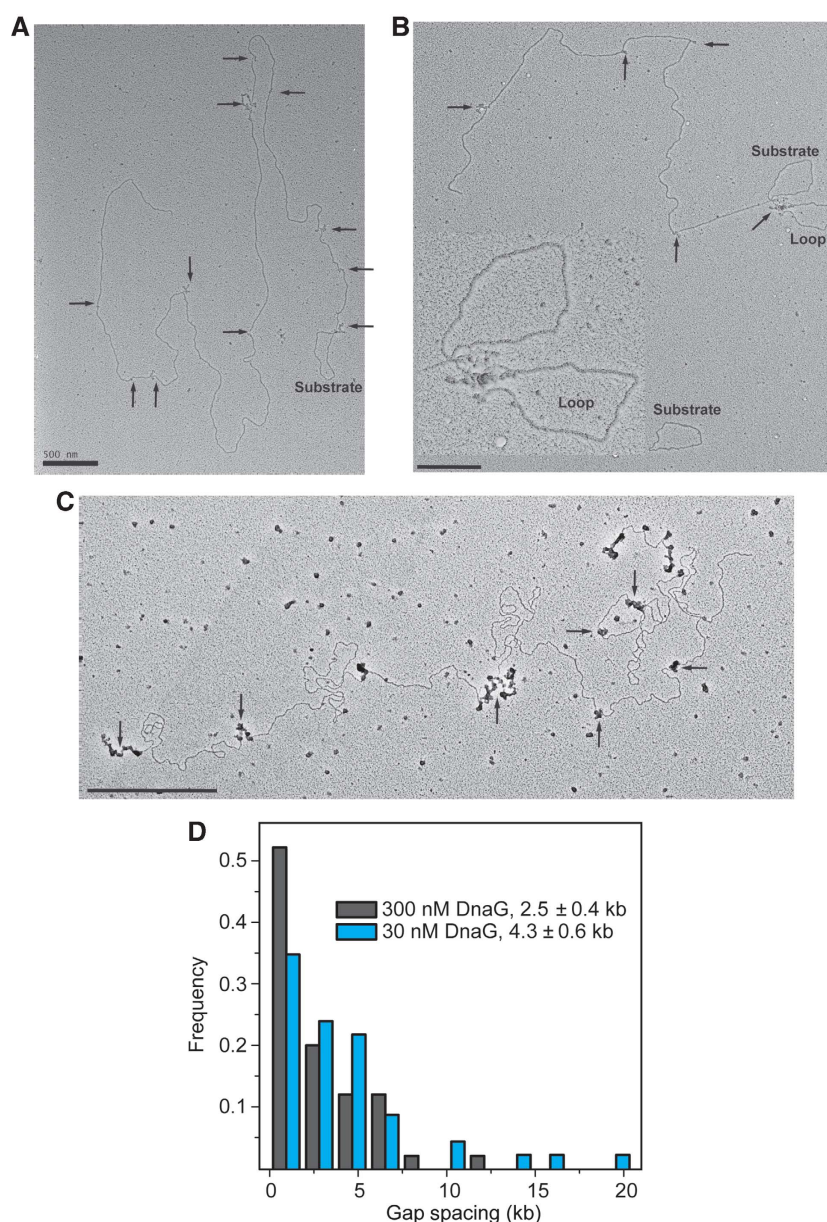 A
500 nm
Substrate
B
Substrate
Loop
Loop
Substrate
C
D
0.5
0.4
0.3
0.2
0.1
Frequency
300 nM DnaG, 2.5 ± 0.4 kb
30 nM DnaG, 4.3 ± 0.6 kb
0 5 10 15 20
Gap spacing (kb)